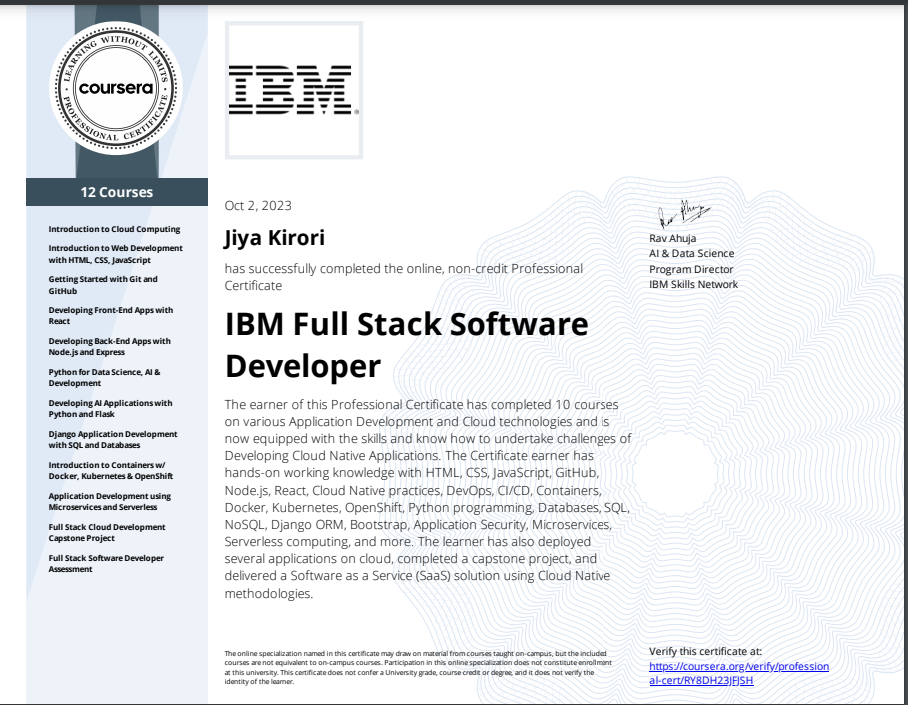 LEARNING WITHOUT LIMITS
coursera
PROFESSIONAL CERTIFICATE
12 Courses
Introduction to Cloud Computing
Introduction to Web Development
with HTML, CSS, JavaScript
Getting Started with Git and
GitHub
Developing Front-End Apps with
React
Developing Back-End Apps with
Node.js and Express
Python for Data Science, AI &
Development
Developing AI Applications with
Python and Flask
Django Application Development
with SQL and Databases
Introduction to Containers w/
Docker, Kubernetes & OpenShift
Application Development using
Microservices and Serverless
Full Stack Cloud Development
Capstone Project
Full Stack Software Developer
Assessment
IBM®
Oct 2, 2023
Jiya Kirori
has successfully completed the online, non-credit Professional
Certificate
IBM Full Stack Software
Developer
The earner of this Professional Certificate has completed 10 courses
on various Application Development and Cloud technologies and is
now equipped with the skills and know how to undertake challenges of
Developing Cloud Native Applications. The Certificate earner has
hands-on working knowledge with HTML, CSS, JavaScript, GitHub,
Node.js, React, Cloud Native practices, DevOps, CI/CD, Containers,
Docker, Kubernetes, OpenShift, Python programming, Databases, SQL,
NoSQL, Django ORM, Bootstrap, Application Security, Microservices,
Serverless computing, and more. The learner has also deployed
several applications on cloud, completed a capstone project, and
delivered a Software as a Service (SaaS) solution using Cloud Native
methodologies.
Rav Ahuja
Rav Ahuja
AI & Data Science
Program Director
IBM Skills Network
The online specialization named in this certificate may draw on material from courses taught on-campus, but the included
courses are not equivalent to on-campus courses. Participation in this online specialization does not constitute enrollment
at this university. This certificate does not confer a University grade, course credit or degree, and it does not verify the
identity of the learner.
Verify this certificate at:
https://coursera.org/verify/profession
al-cert/RY8DH23JFJSH